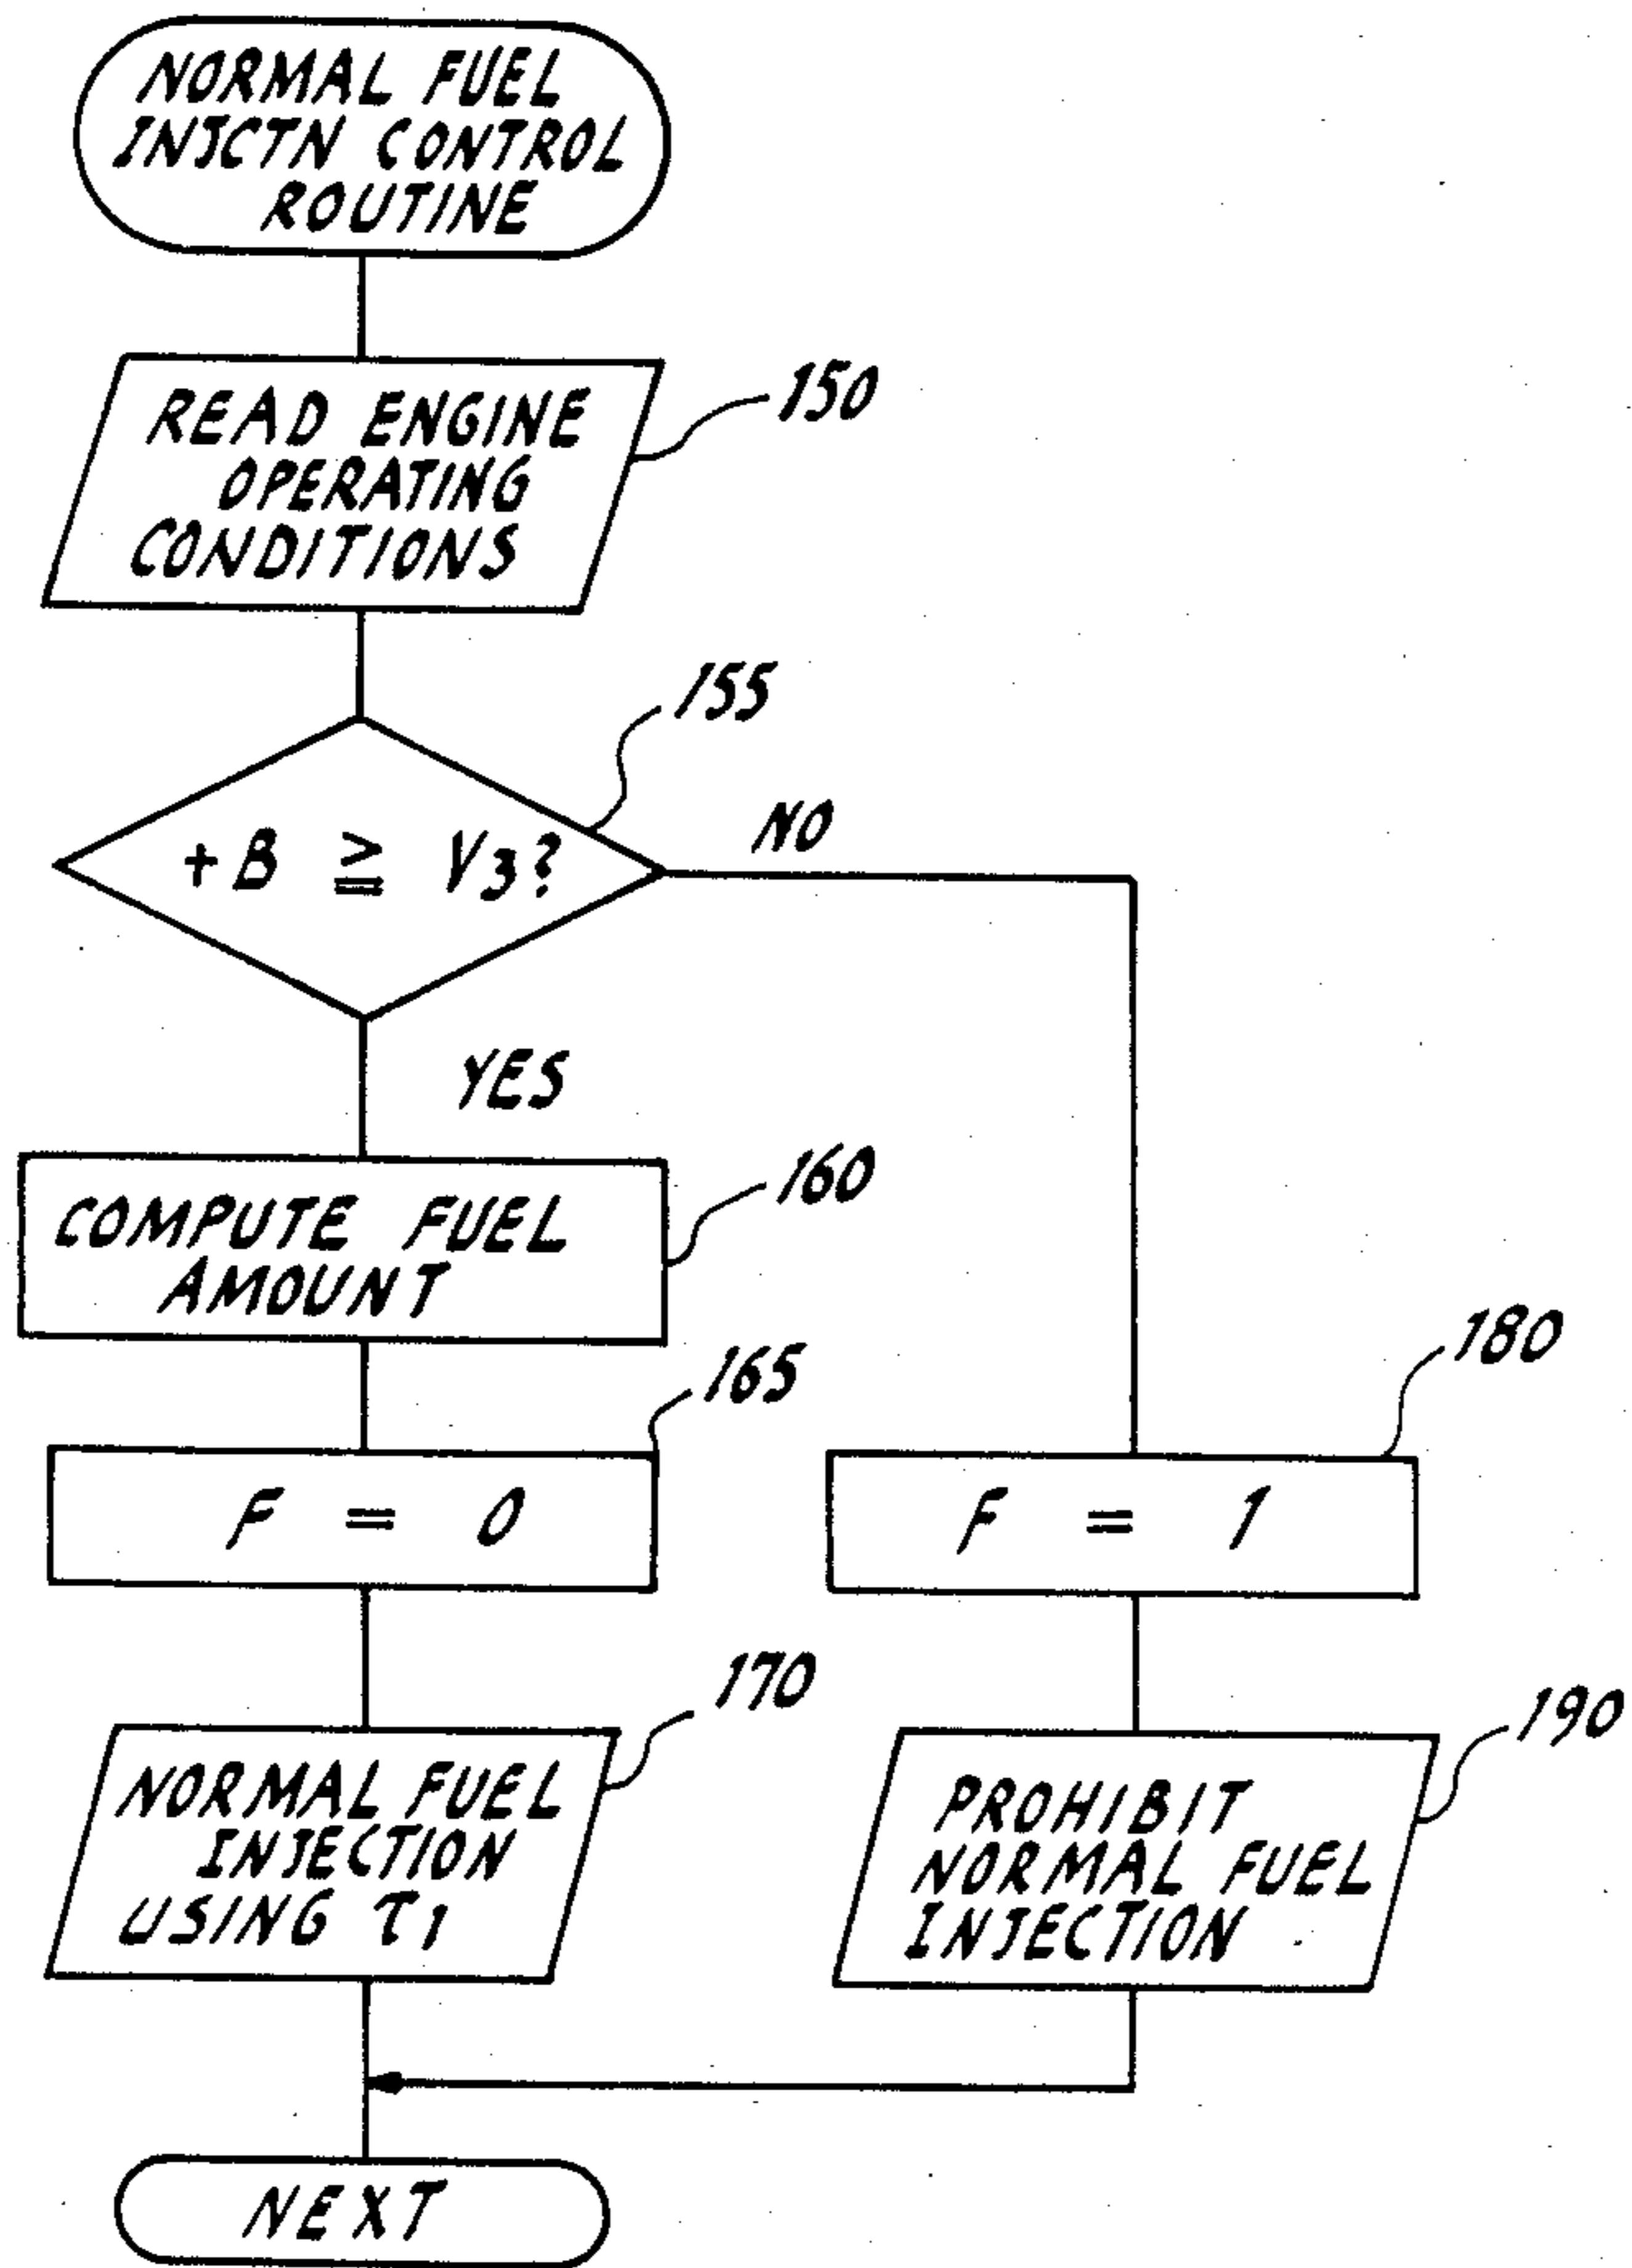 NORMAL FUEL
INJCTN CONTROL
ROUTINE
READ ENGINE
OPERATING
CONDITIONS
150
155
+B ≧ V3?
NO
YES
COMPUTE FUEL
AMOUNT
160
165
F = 0
180
F = 1
170
NORMAL FUEL
INJECTION
USING τ1
190
PROHIBIT
NORMAL FUEL
INJECTION
NEXT